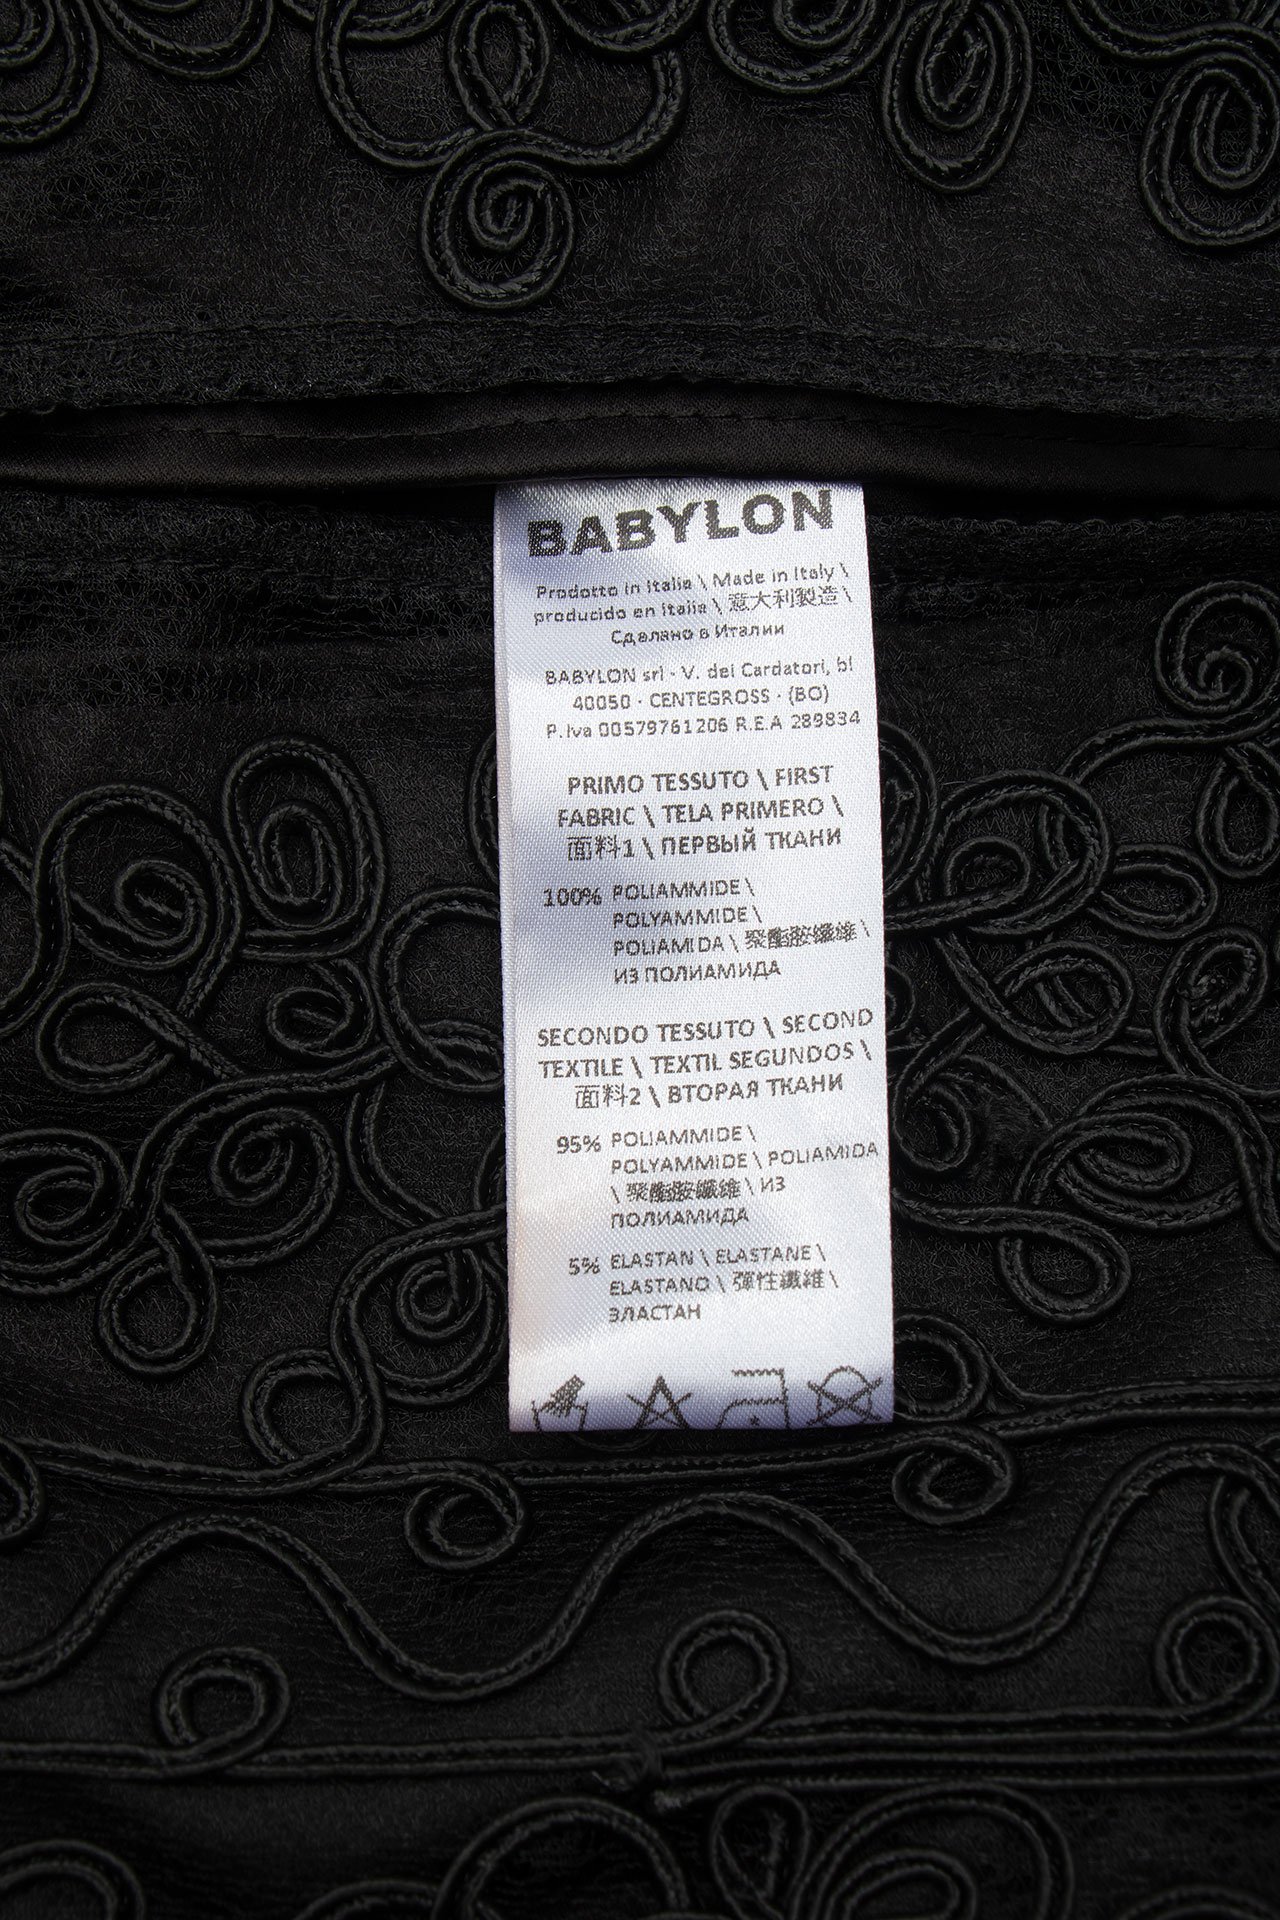 BABYLON
Prodotto in Italia \ Made in Italy \
producido en Italia \ 意大利製造 \
Сделано в Италии
BABYLON srl · V. dei Cardatori, bl
40050 · CENTEGROSS · (BO)
P.Iva 00579761206 R.E.A 289834
PRIMO TESSUTO \ FIRST
FABRIC \ TELA PRIMERO \
面料1 \ ПЕРВЫЙ ТКАНИ
100% POLIAMMIDE \
POLYAMMIDE \
POLIAMIDA \ 聚酯胺纖維 \
ИЗ ПОЛИАМИДА
SECONDO TESSUTO \ SECOND
TEXTILE \ TEXTIL SEGUNDOS \
面料2 \ ВТОРАЯ ТКАНИ
95% POLIAMMIDE \
POLYAMMIDE \ POLIAMIDA
\ 聚酯胺纖維 \ ИЗ
ПОЛИАМИДА
5% ELASTAN \ ELASTANE \
ELASTANO \ 彈性纖維 \
ЭЛАСТАН